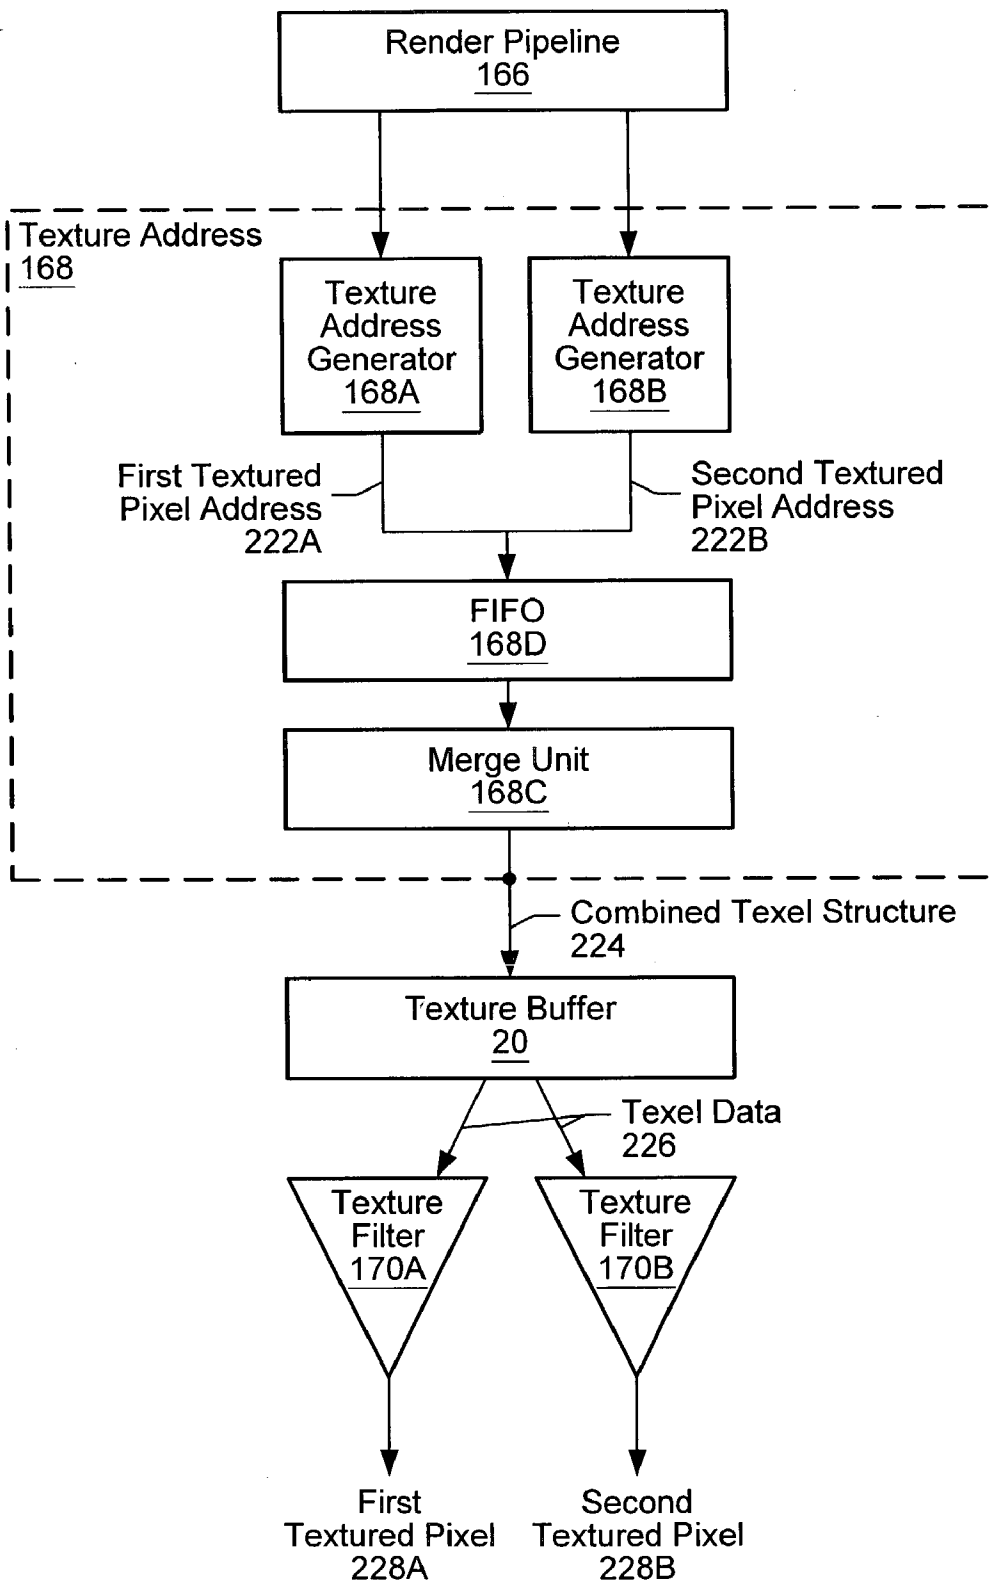 Render Pipeline
166
Texture Address
168
Texture
Address
Generator
168A
Texture
Address
Generator
168B
First Textured
Pixel Address
222A
Second Textured
Pixel Address
222B
FIFO
168D
Merge Unit
168C
Combined Texel Structure
224
Texture Buffer
20
Texel Data
226
Texture
Filter
170A
Texture
Filter
170B
First
Textured Pixel
228A
Second
Textured Pixel
228B